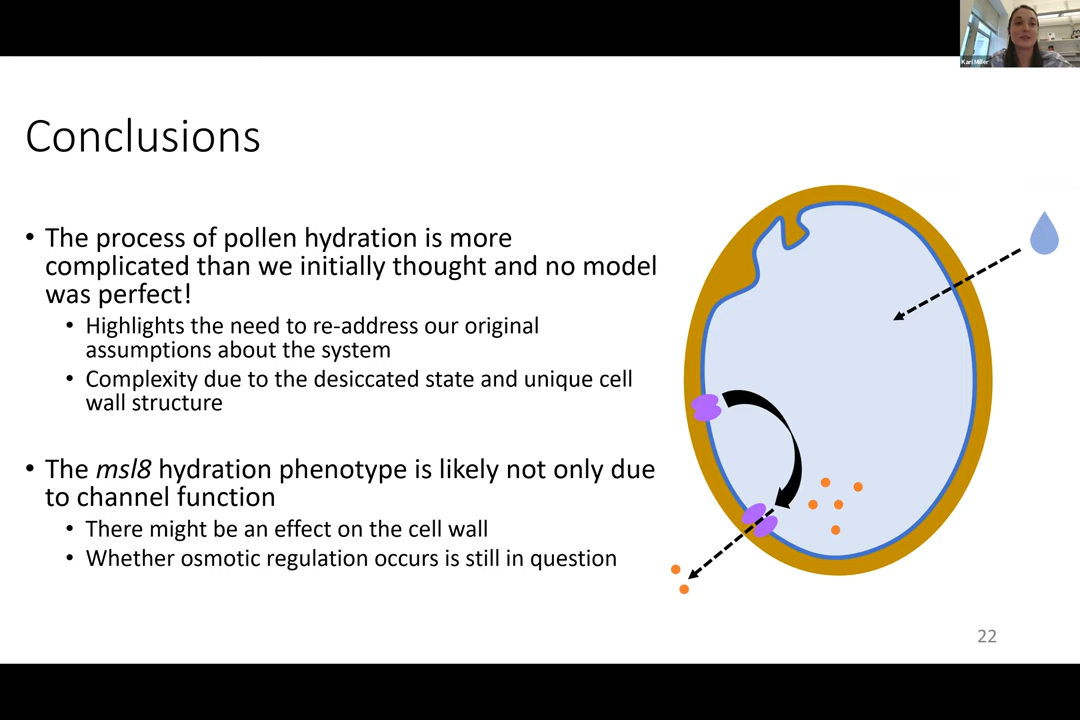 Kari Miller
Conclusions
• The process of pollen hydration is more
complicated than we initially thought and no model
was perfect!
• Highlights the need to re-address our original
assumptions about the system
• Complexity due to the desiccated state and unique cell
wall structure
• The msl8 hydration phenotype is likely not only due
to channel function
• There might be an effect on the cell wall
• Whether osmotic regulation occurs is still in question
22